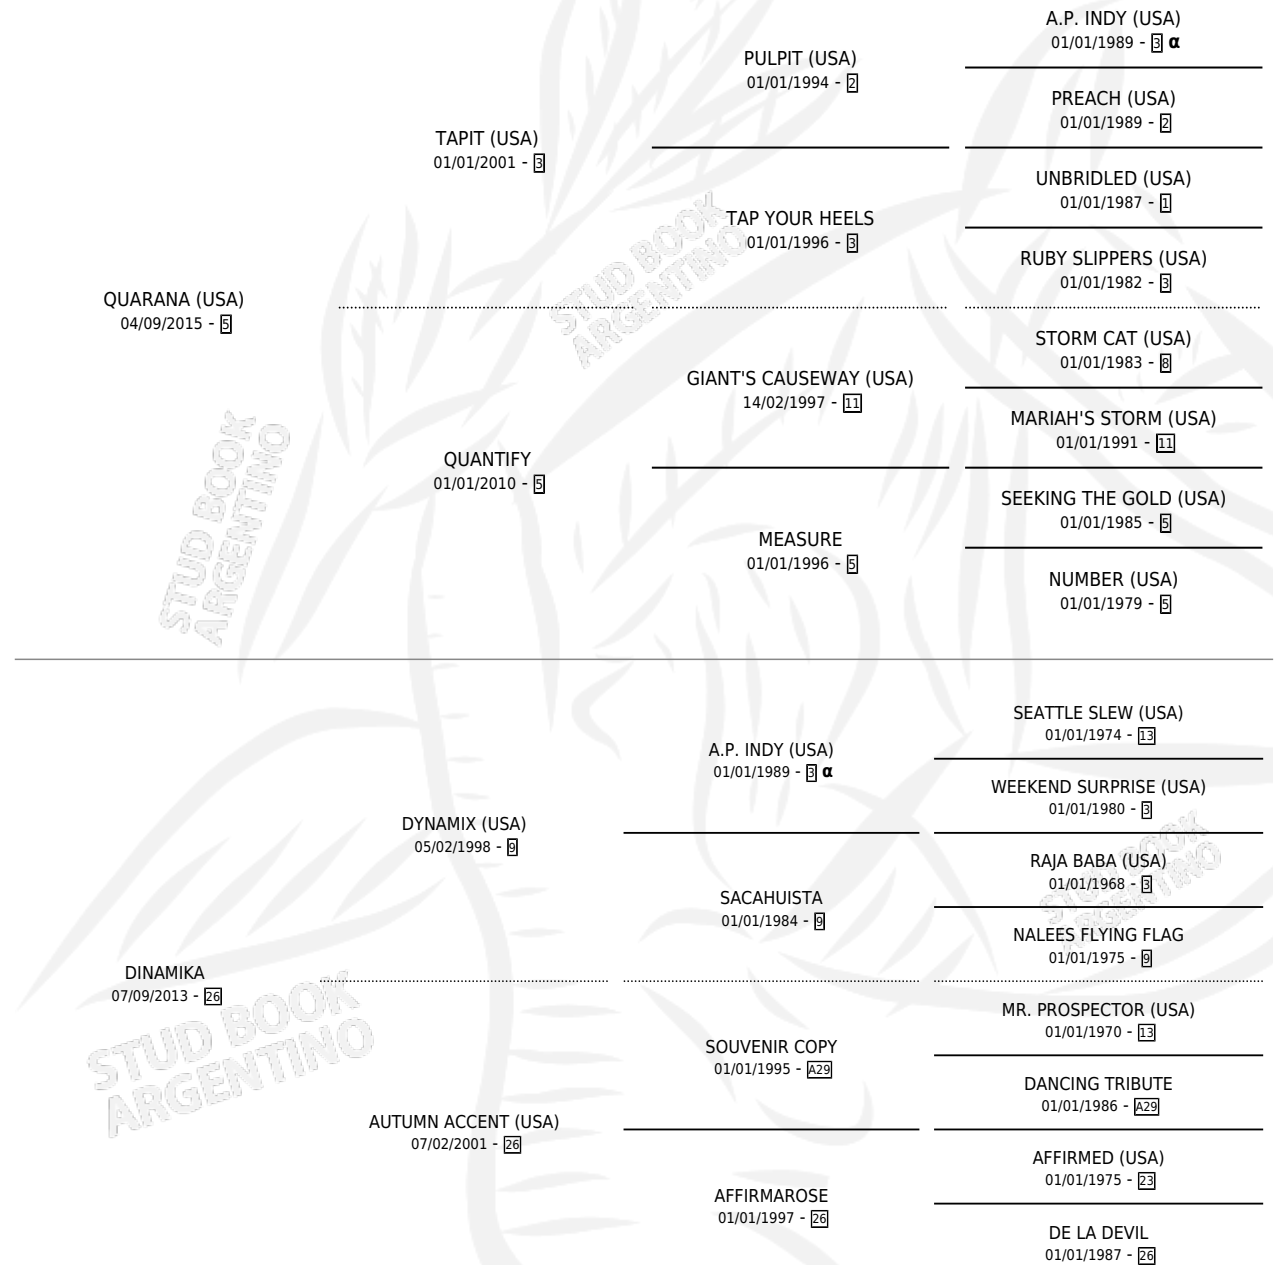 A.P. INDY (USA)
01/01/1989 - 3 α
PULPIT (USA)
01/01/1994 - 2
PREACH (USA)
01/01/1989 - 2
TAPIT (USA)
01/01/2001 - 3
UNBRIDLED (USA)
01/01/1987 - 1
TAP YOUR HEELS
01/01/1996 - 3
RUBY SLIPPERS (USA)
01/01/1982 - 3
QUARANA (USA)
04/09/2015 - 5
STUD BOOK
ARGENTINO
STORM CAT (USA)
01/01/1983 - 8
GIANT'S CAUSEWAY (USA)
14/02/1997 - 11
MARIAH'S STORM (USA)
01/01/1991 - 11
QUANTIFY
01/01/2010 - 5
SEEKING THE GOLD (USA)
01/01/1985 - 5
MEASURE
01/01/1996 - 5
NUMBER (USA)
01/01/1979 - 5
STUD BOOK
ARGENTINO
SEATTLE SLEW (USA)
01/01/1974 - 13
A.P. INDY (USA)
01/01/1989 - 3 α
WEEKEND SURPRISE (USA)
01/01/1980 - 3
DYNAMIX (USA)
05/02/1998 - 9
RAJA BABA (USA)
01/01/1968 - 3
SACAHUISTA
01/01/1984 - 9
NALEES FLYING FLAG
01/01/1975 - 9
STUD BOOK
ARGENTINO
DINAMIKA
07/09/2013 - 26
STUD BOOK
ARGENTINO
MR. PROSPECTOR (USA)
01/01/1970 - 13
SOUVENIR COPY
01/01/1995 - A29
DANCING TRIBUTE
01/01/1986 - A29
AUTUMN ACCENT (USA)
07/02/2001 - 26
AFFIRMED (USA)
01/01/1975 - 23
AFFIRMAROSE
01/01/1997 - 26
DE LA DEVIL
01/01/1987 - 26